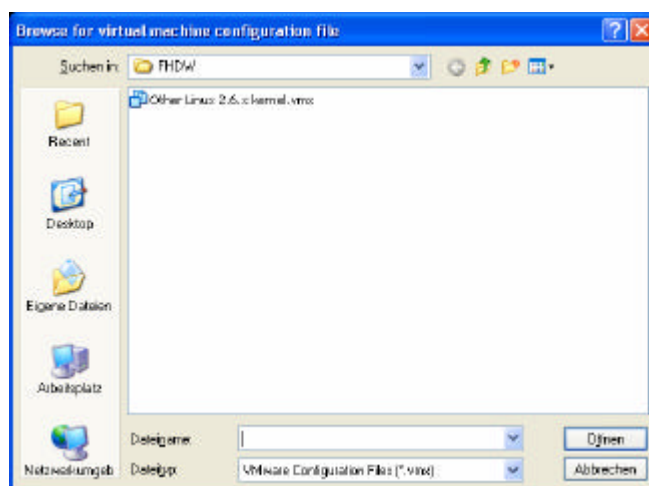 Browse for virtual machine configuration file
Suchen in: FHDW
Other Linux 2.6.x kernel.vmx
Recent
Desktop
Eigene Dateien
Arbeitsplatz
Netzwerkumgeb
Dateiname:
Öffnen
Dateityp: VMware Configuration Files (*.vmx)
Abbrechen